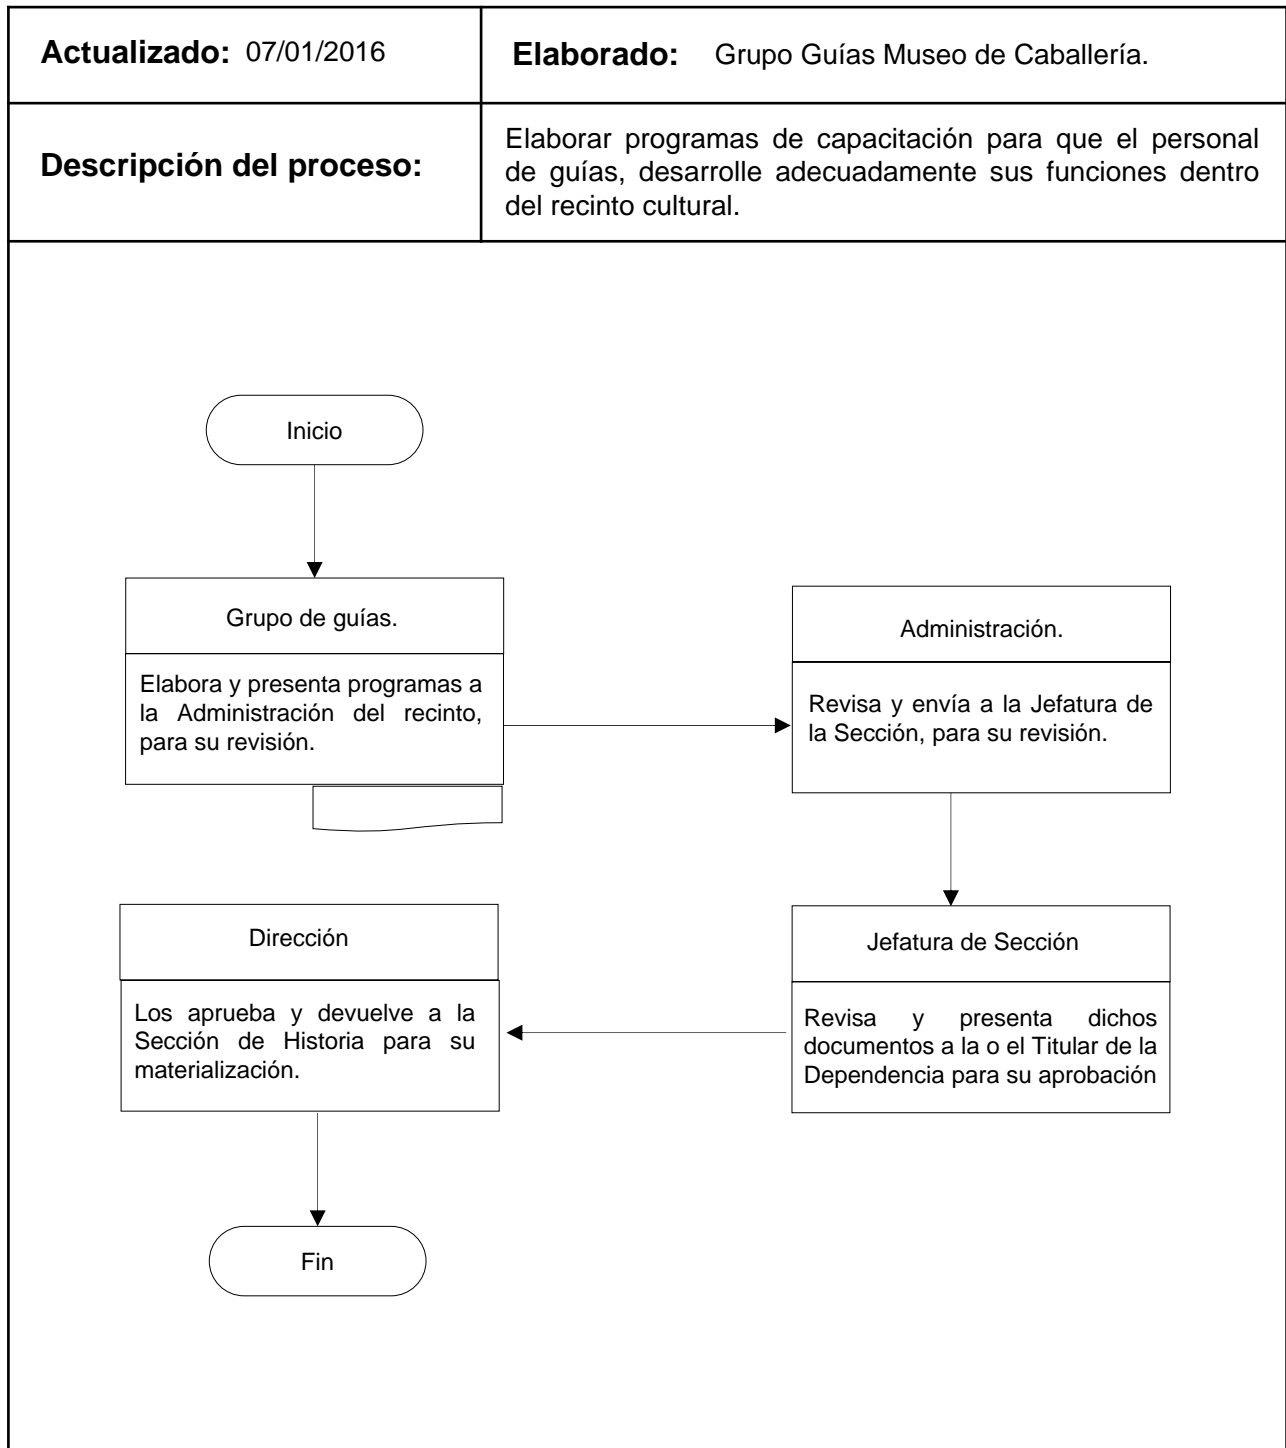 Actualizado: 07/01/2016
Elaborado: Grupo Guías Museo de Caballería.
Descripción del proceso:
Elaborar programas de capacitación para que el personal
de guías, desarrolle adecuadamente sus funciones dentro
del recinto cultural.
Inicio
Grupo de guías.
Elabora y presenta programas a
la Administración del recinto,
para su revisión.
Administración.
Revisa y envía a la Jefatura de
la Sección, para su revisión.
Jefatura de Sección
Revisa y presenta dichos
documentos a la o el Titular de la
Dependencia para su aprobación
Dirección
Los aprueba y devuelve a la
Sección de Historia para su
materialización.
Fin